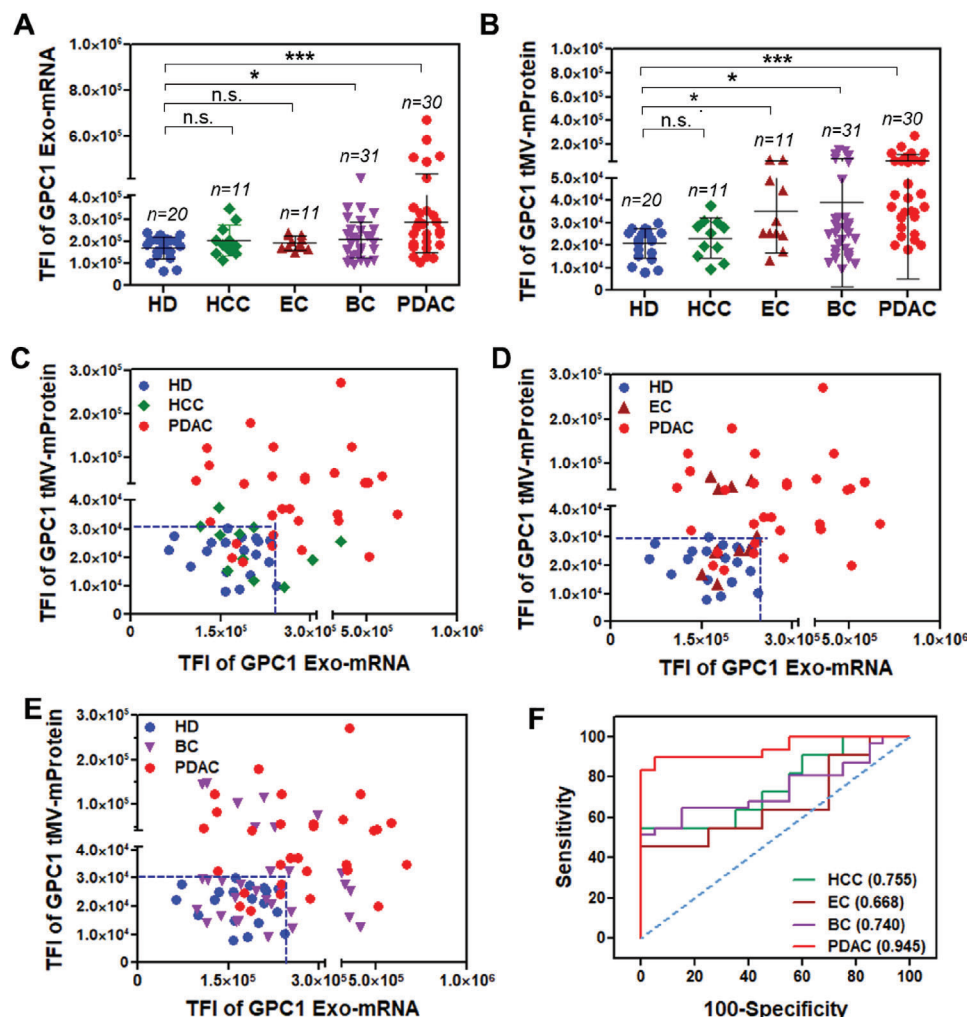 A
TFI of GPC1 Exo-mRNA
1.0×10⁶
8.0×10⁵
6.0×10⁵
4.0×10⁵
3.0×10⁵
2.0×10⁵
1.0×10⁵
0
***
*
n.s.
n.s.
n=20
n=11
n=11
n=31
n=30
HD HCC EC BC PDAC
B
TFI of GPC1 tMV-mProtein
1.0×10⁶
8.0×10⁵
6.0×10⁵
4.0×10⁵
2.0×10⁵
5.0×10⁴
4.0×10⁴
3.0×10⁴
2.0×10⁴
1.0×10⁴
0
***
*
*
n.s.
n=20
n=11
n=11
n=31
n=30
HD HCC EC BC PDAC
C
TFI of GPC1 tMV-mProtein
3.0×10⁵
2.0×10⁵
1.0×10⁵
4.0×10⁴
3.0×10⁴
2.0×10⁴
1.0×10⁴
0
HD
HCC
PDAC
1.5×10⁵ 3.0×10⁵ 5.0×10⁵ 1.0×10⁶
TFI of GPC1 Exo-mRNA
D
TFI of GPC1 tMV-mProtein
3.0×10⁵
2.0×10⁵
1.0×10⁵
4.0×10⁴
3.0×10⁴
2.0×10⁴
1.0×10⁴
0
HD
EC
PDAC
0 1.5×10⁵ 3.0×10⁵ 5.0×10⁵ 1.0×10⁶
TFI of GPC1 Exo-mRNA
E
TFI of GPC1 tMV-mProtein
3.0×10⁵
2.0×10⁵
1.0×10⁵
4.0×10⁴
3.0×10⁴
2.0×10⁴
1.0×10⁴
0
HD
BC
PDAC
0 1.5×10⁵ 3.0×10⁵ 5.0×10⁵ 1.0×10⁶
TFI of GPC1 Exo-mRNA
F
Sensitivity
100
80
60
40
20
0
HCC (0.755)
EC (0.668)
BC (0.740)
PDAC (0.945)
0 20 40 60 80 100
100-Specificity